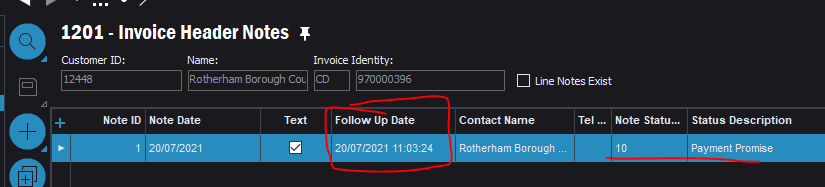 1201 - Invoice Header Notes
Customer ID: Name: Invoice Identity:
12448 Rotherham Borough Cou CD 970000396 Line Notes Exist
Note ID Note Date Text Follow Up Date Contact Name Tel ... Note Statu... Status Description
1 20/07/2021 20/07/2021 11:03:24 Rotherham Borough ... 10 Payment Promise